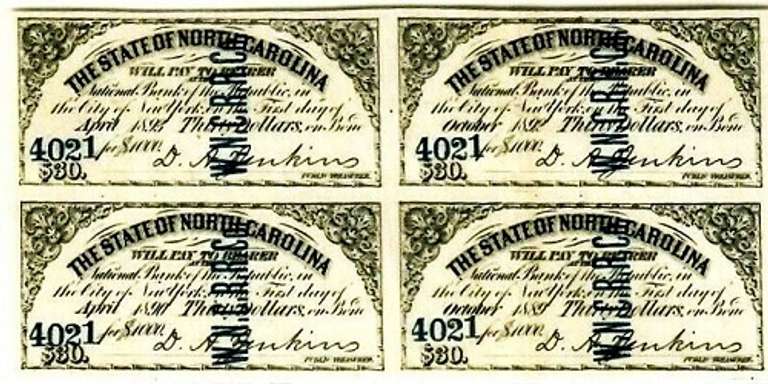 THE STATE OF NORTH CAROLINA
WILL PAY TO BEARER
National Bank of the Republic, in
the City of New York, on the First day of
April 1893 Thirty Dollars, on Bond
4021 for $1000.
$30. D. A. Jenkins
PUBLIC TREASURER.
W.N.C.R.R.C
THE STATE OF NORTH CAROLINA
WILL PAY TO BEARER
National Bank of the Republic, in
the City of New York, on the First day of
October 1892 Thirty Dollars, on Bond
4021 for $1000.
$30. D. A. Jenkins
PUBLIC TREASURER.
W.N.C.R.R.C
THE STATE OF NORTH CAROLINA
WILL PAY TO BEARER
National Bank of the Republic, in
the City of New York, on the First day of
April 1890 Thirty Dollars, on Bond
4021 for $1000.
$30. D. A. Jenkins
PUBLIC TREASURER.
W.N.C.R.R.C
THE STATE OF NORTH CAROLINA
WILL PAY TO BEARER
National Bank of the Republic, in
the City of New York, on the First day of
October 1889 Thirty Dollars, on Bond
4021 for $1000.
$30. D. A. Jenkins
PUBLIC TREASURER.
W.N.C.R.R.C